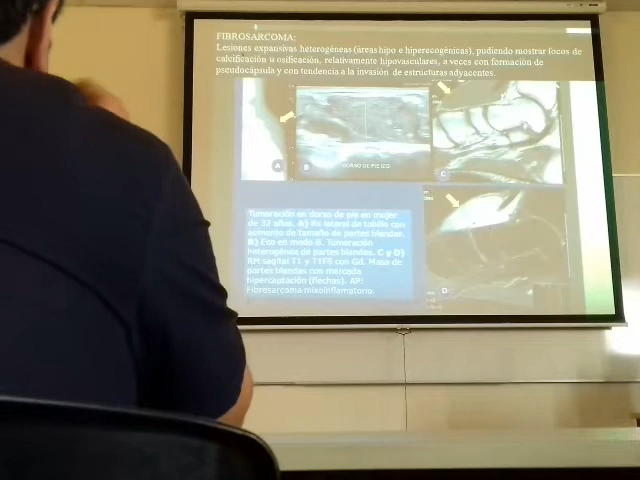 FIBROSARCOMA:
Lesiones expansivas heterogéneas (áreas hipo e hiperecogénicas), pudiendo mostrar focos de
calcificación u osificación, relativamente hipovasculares, a veces con formación de
pseudocápsula y con tendencia a la invasión de estructuras adyacentes.
A
B
DORSO DE PIE IZQ
C
Tumoración en dorso de pie en mujer
de 37 años. A) Rx lateral de tobillo con
aumento de tamaño de partes blandas.
B) Eco en modo B. Tumoración
heterogénea de partes blandas. C y D)
RM sagital T1 y T1FS con Gd. Masa de
partes blandas con marcada
hipercaptación (flechas). AP:
Fibrosarcoma mixoinflamatorio.
D